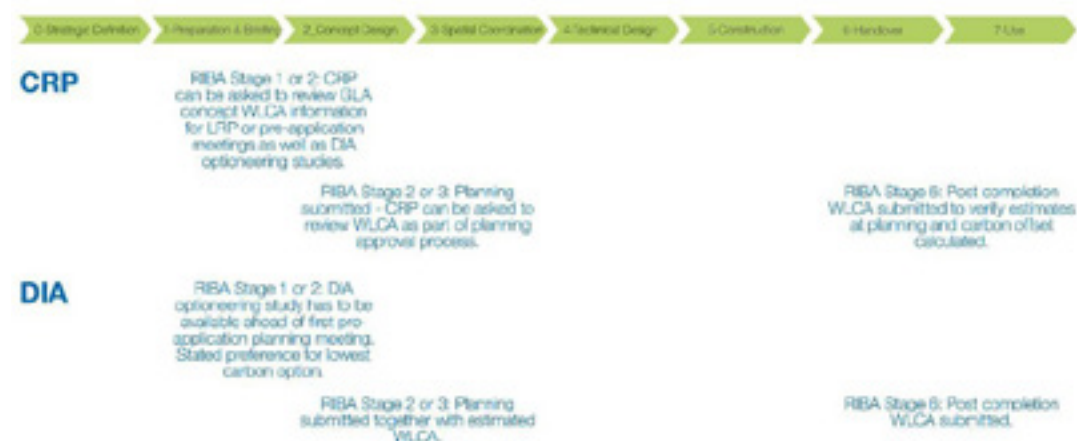 0-Strategic Definition
1-Preparation & Briefing
2_Concept Design
3-Spatial Coordination
4-Technical Design
5-Construction
6-Handover
7-Use
CRP
RIBA Stage 1 or 2: CRP
can be asked to review GLA
concept WLCA information
for LRP or pre-application
meetings as well as DIA
optioneering studies.
RIBA Stage 2 or 3: Planning
submitted - CRP can be asked to
review WLCA as part of planning
approval process.
RIBA Stage 6: Post completion
WLCA submitted to verify estimates
at planning and carbon offset
calculated.
DIA
RIBA Stage 1 or 2: DIA
optioneering study has to be
available ahead of first pre
application planning meeting.
Stated preference for lowest
carbon option.
RIBA Stage 2 or 3: Planning
submitted together with estimated
WLCA.
RIBA Stage 6: Post completion
WLCA submitted.